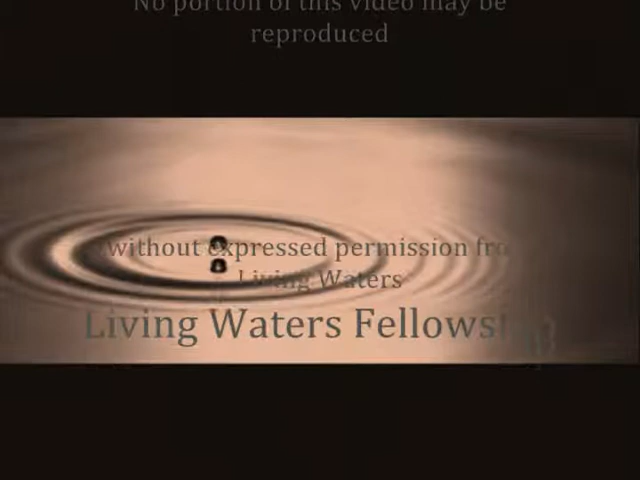 No portion of this video may be
reproduced
without expressed permission
Living Waters
Living Waters